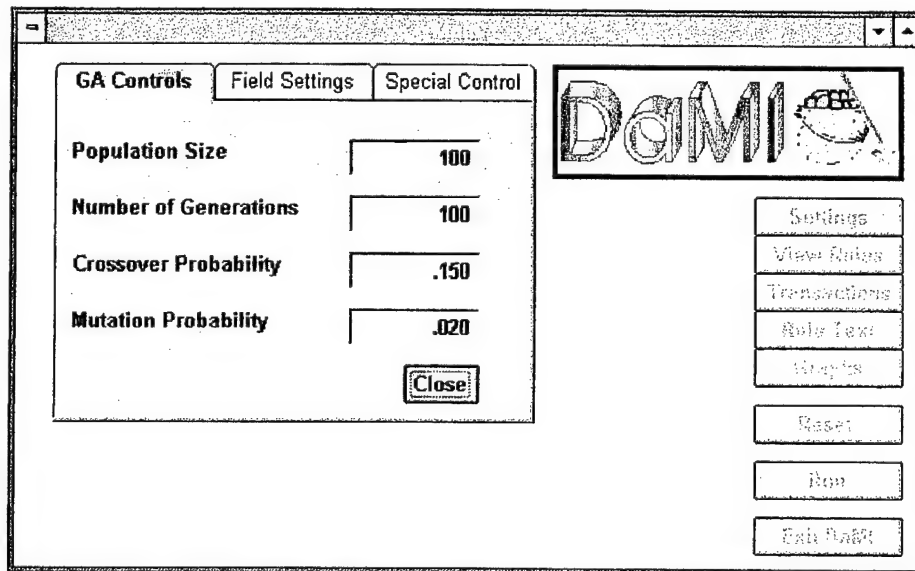 GA Controls
Field Settings
Special Control
DaMI
Population Size
100
Number of Generations
100
Crossover Probability
.150
Mutation Probability
.020
Close
Settings
View Rules
Transactions
Rule Text
Graphs
Reset
Run
Exit DaMI